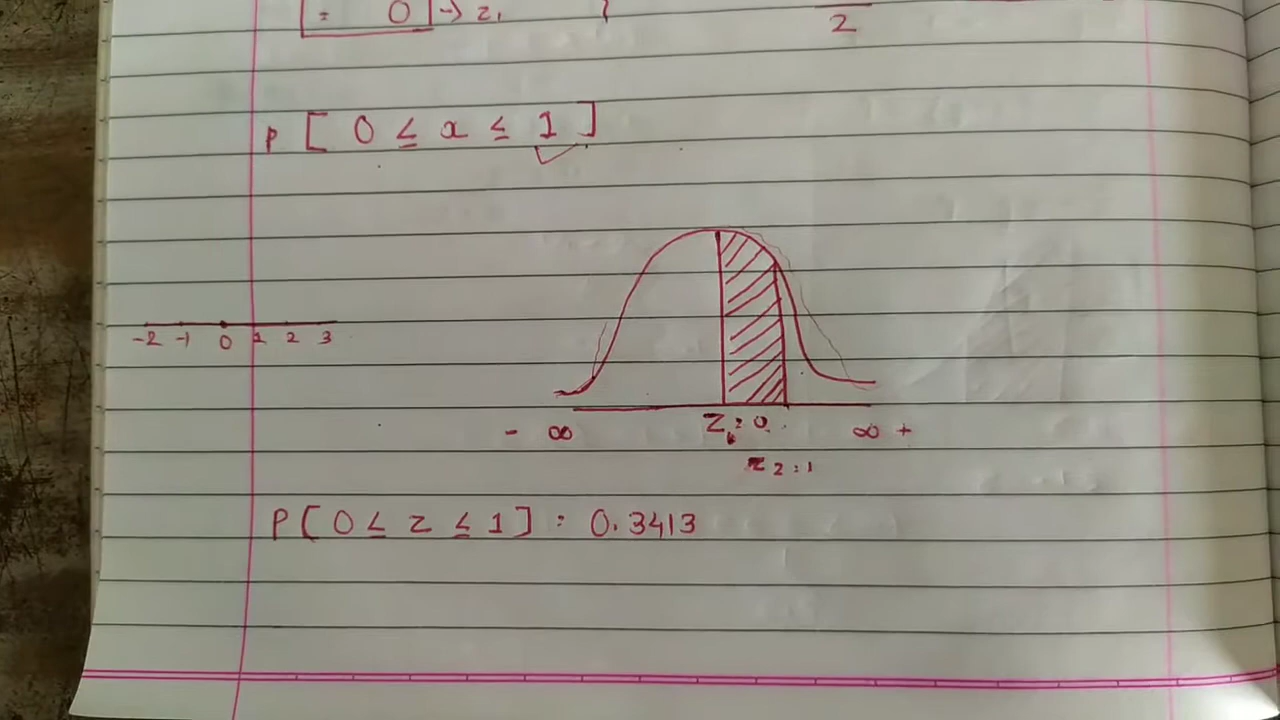 = 0 → z₁
2
P [ 0 ≤ x ≤ 1 ]
-2 -1 0 1 2 3
- ∞ Z₁ = 0 ∞ +
z₂ = 1
P [ 0 ≤ z ≤ 1 ] = 0.3413